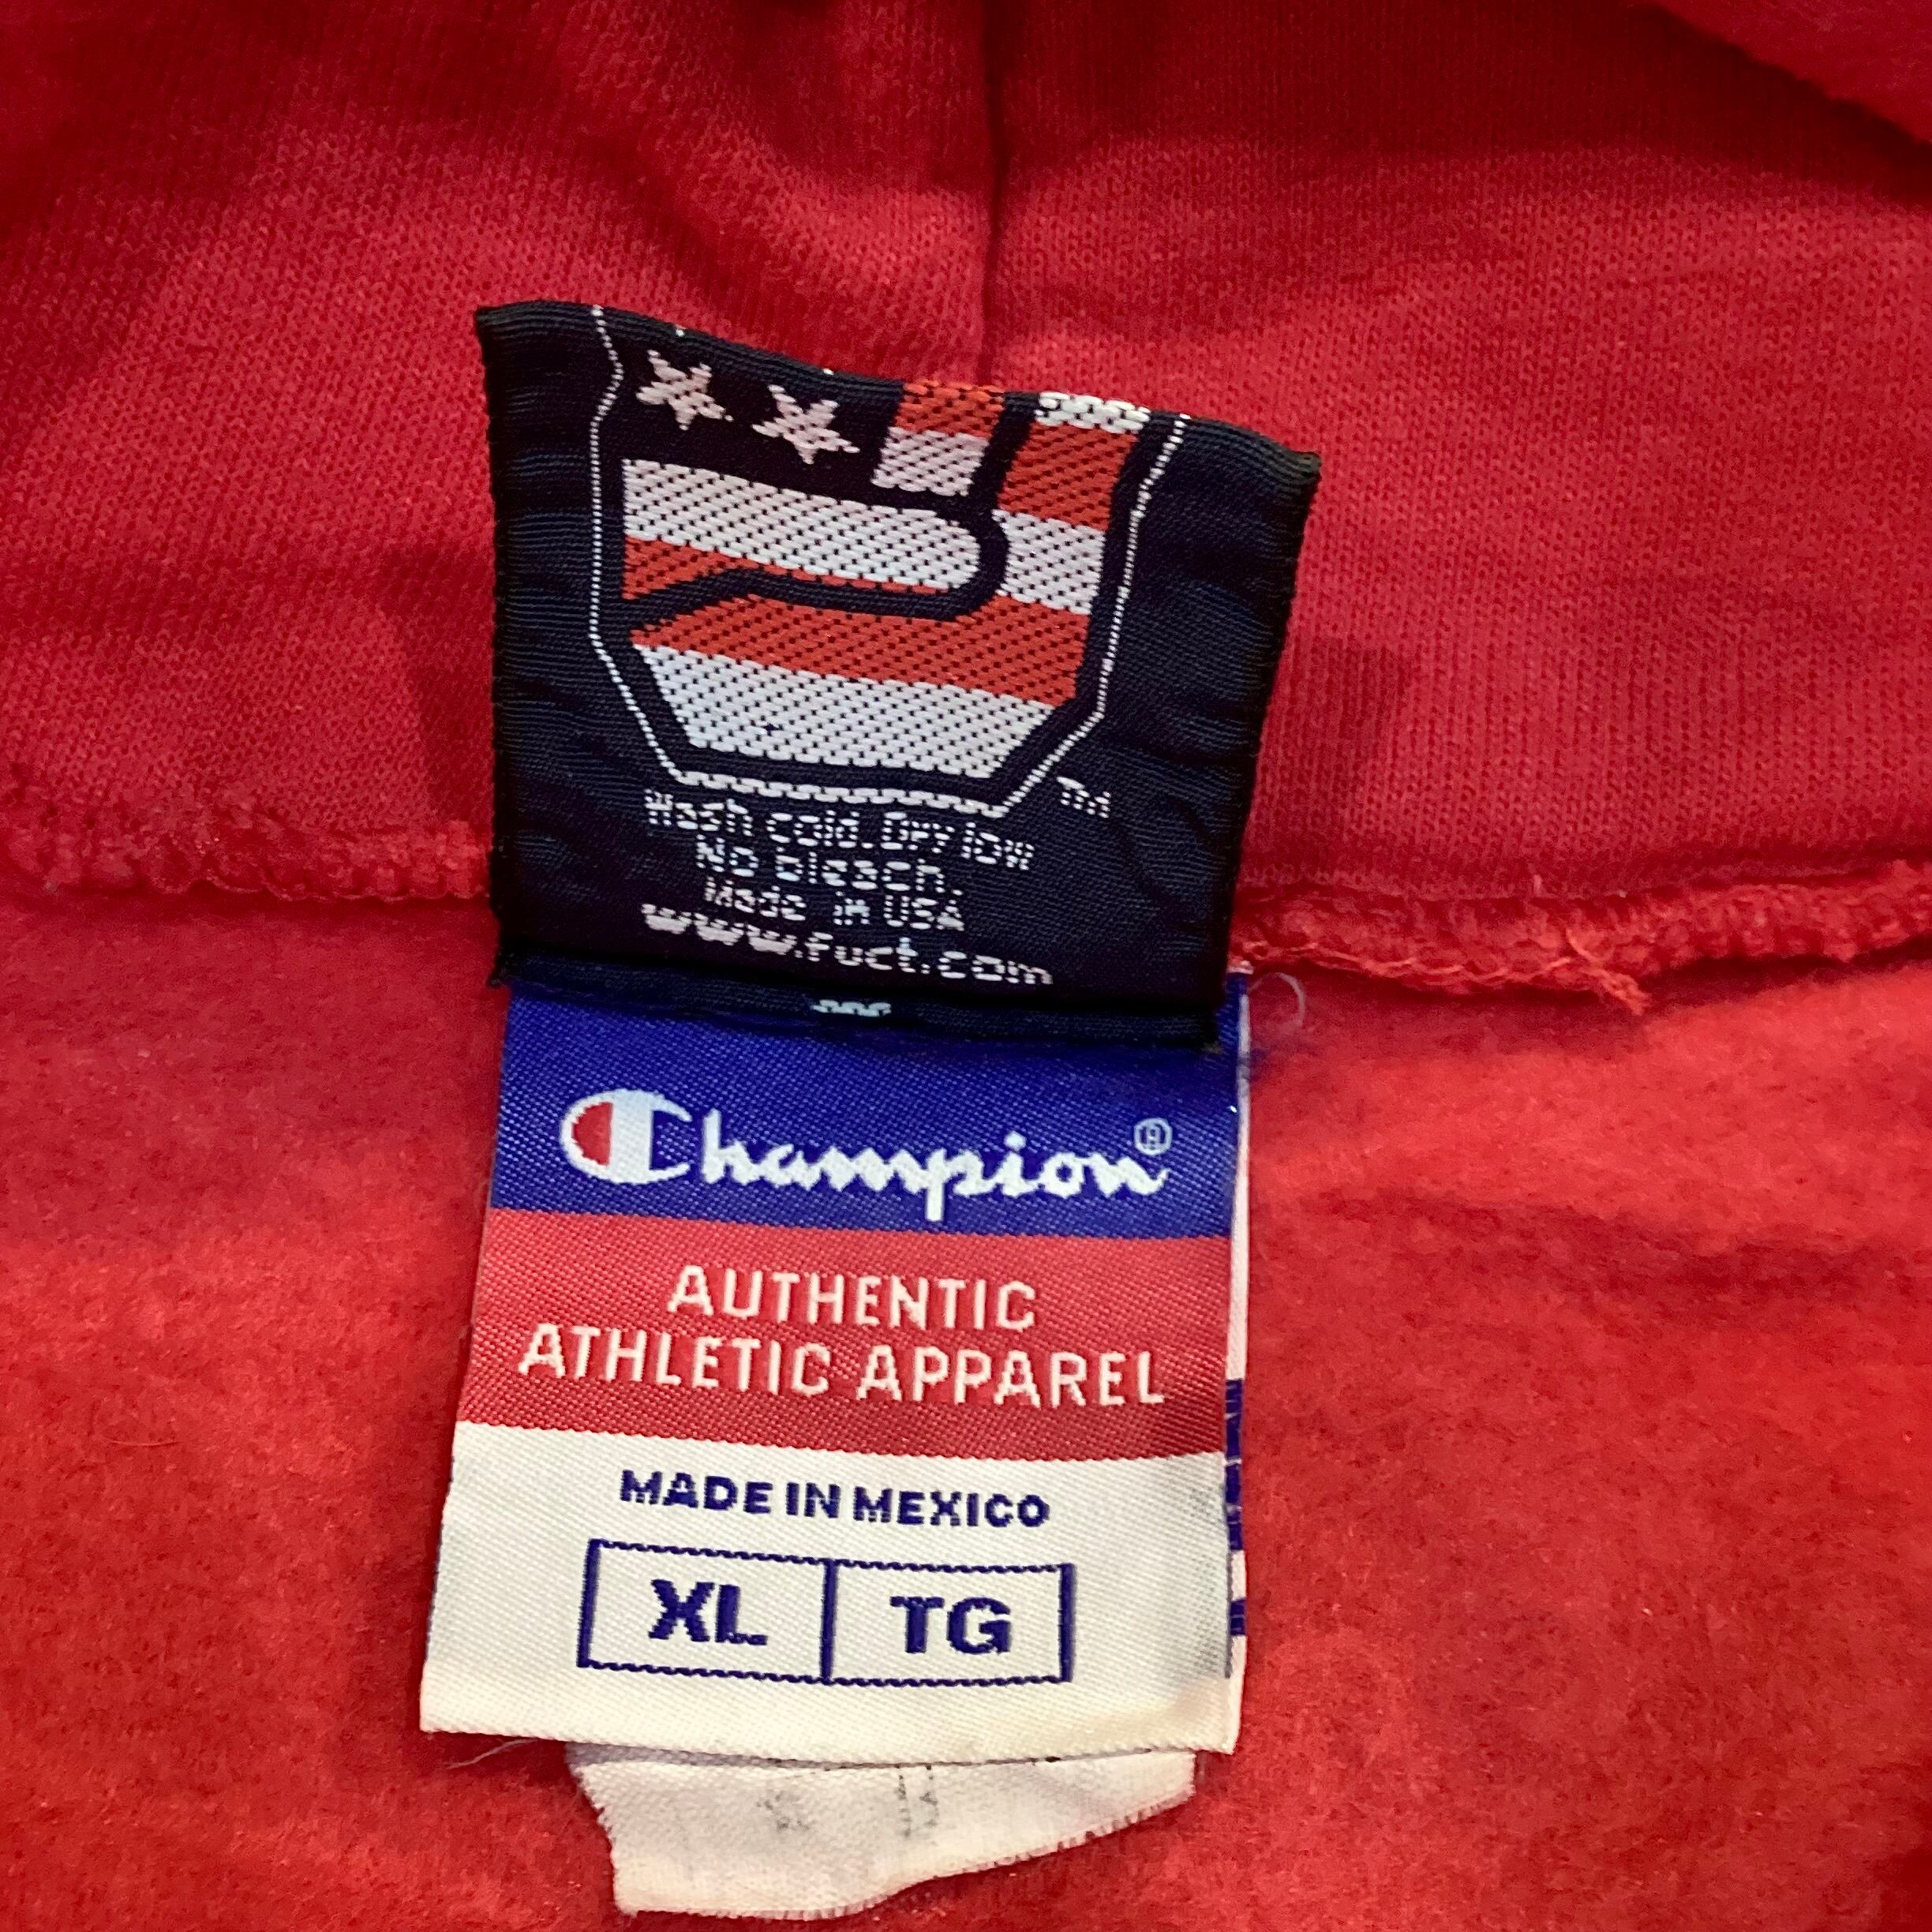 TM
Wash cold. Dry low
No bleach.
Made in USA
www.fuct.com
Champion®
AUTHENTIC
ATHLETIC APPAREL
MADE IN MEXICO
XL TG